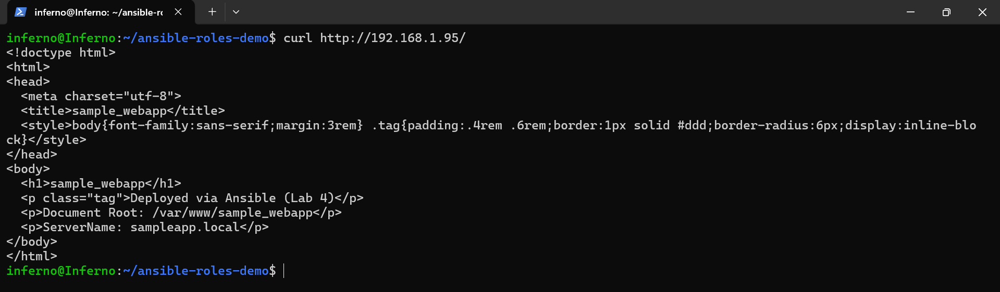 inferno@Inferno: ~/ansible-ro
inferno@Inferno:~/ansible-roles-demo$ curl http://192.168.1.95/
<!doctype html>
<html>
<head>
  <meta charset="utf-8">
  <title>sample_webapp</title>
  <style>body{font-family:sans-serif;margin:3rem} .tag{padding:.4rem .6rem;border:1px solid #ddd;border-radius:6px;display:inline-blo
ck}</style>
</head>
<body>
  <h1>sample_webapp</h1>
  <p class="tag">Deployed via Ansible (Lab 4)</p>
  <p>Document Root: /var/www/sample_webapp</p>
  <p>ServerName: sampleapp.local</p>
</body>
</html>
inferno@Inferno:~/ansible-roles-demo$